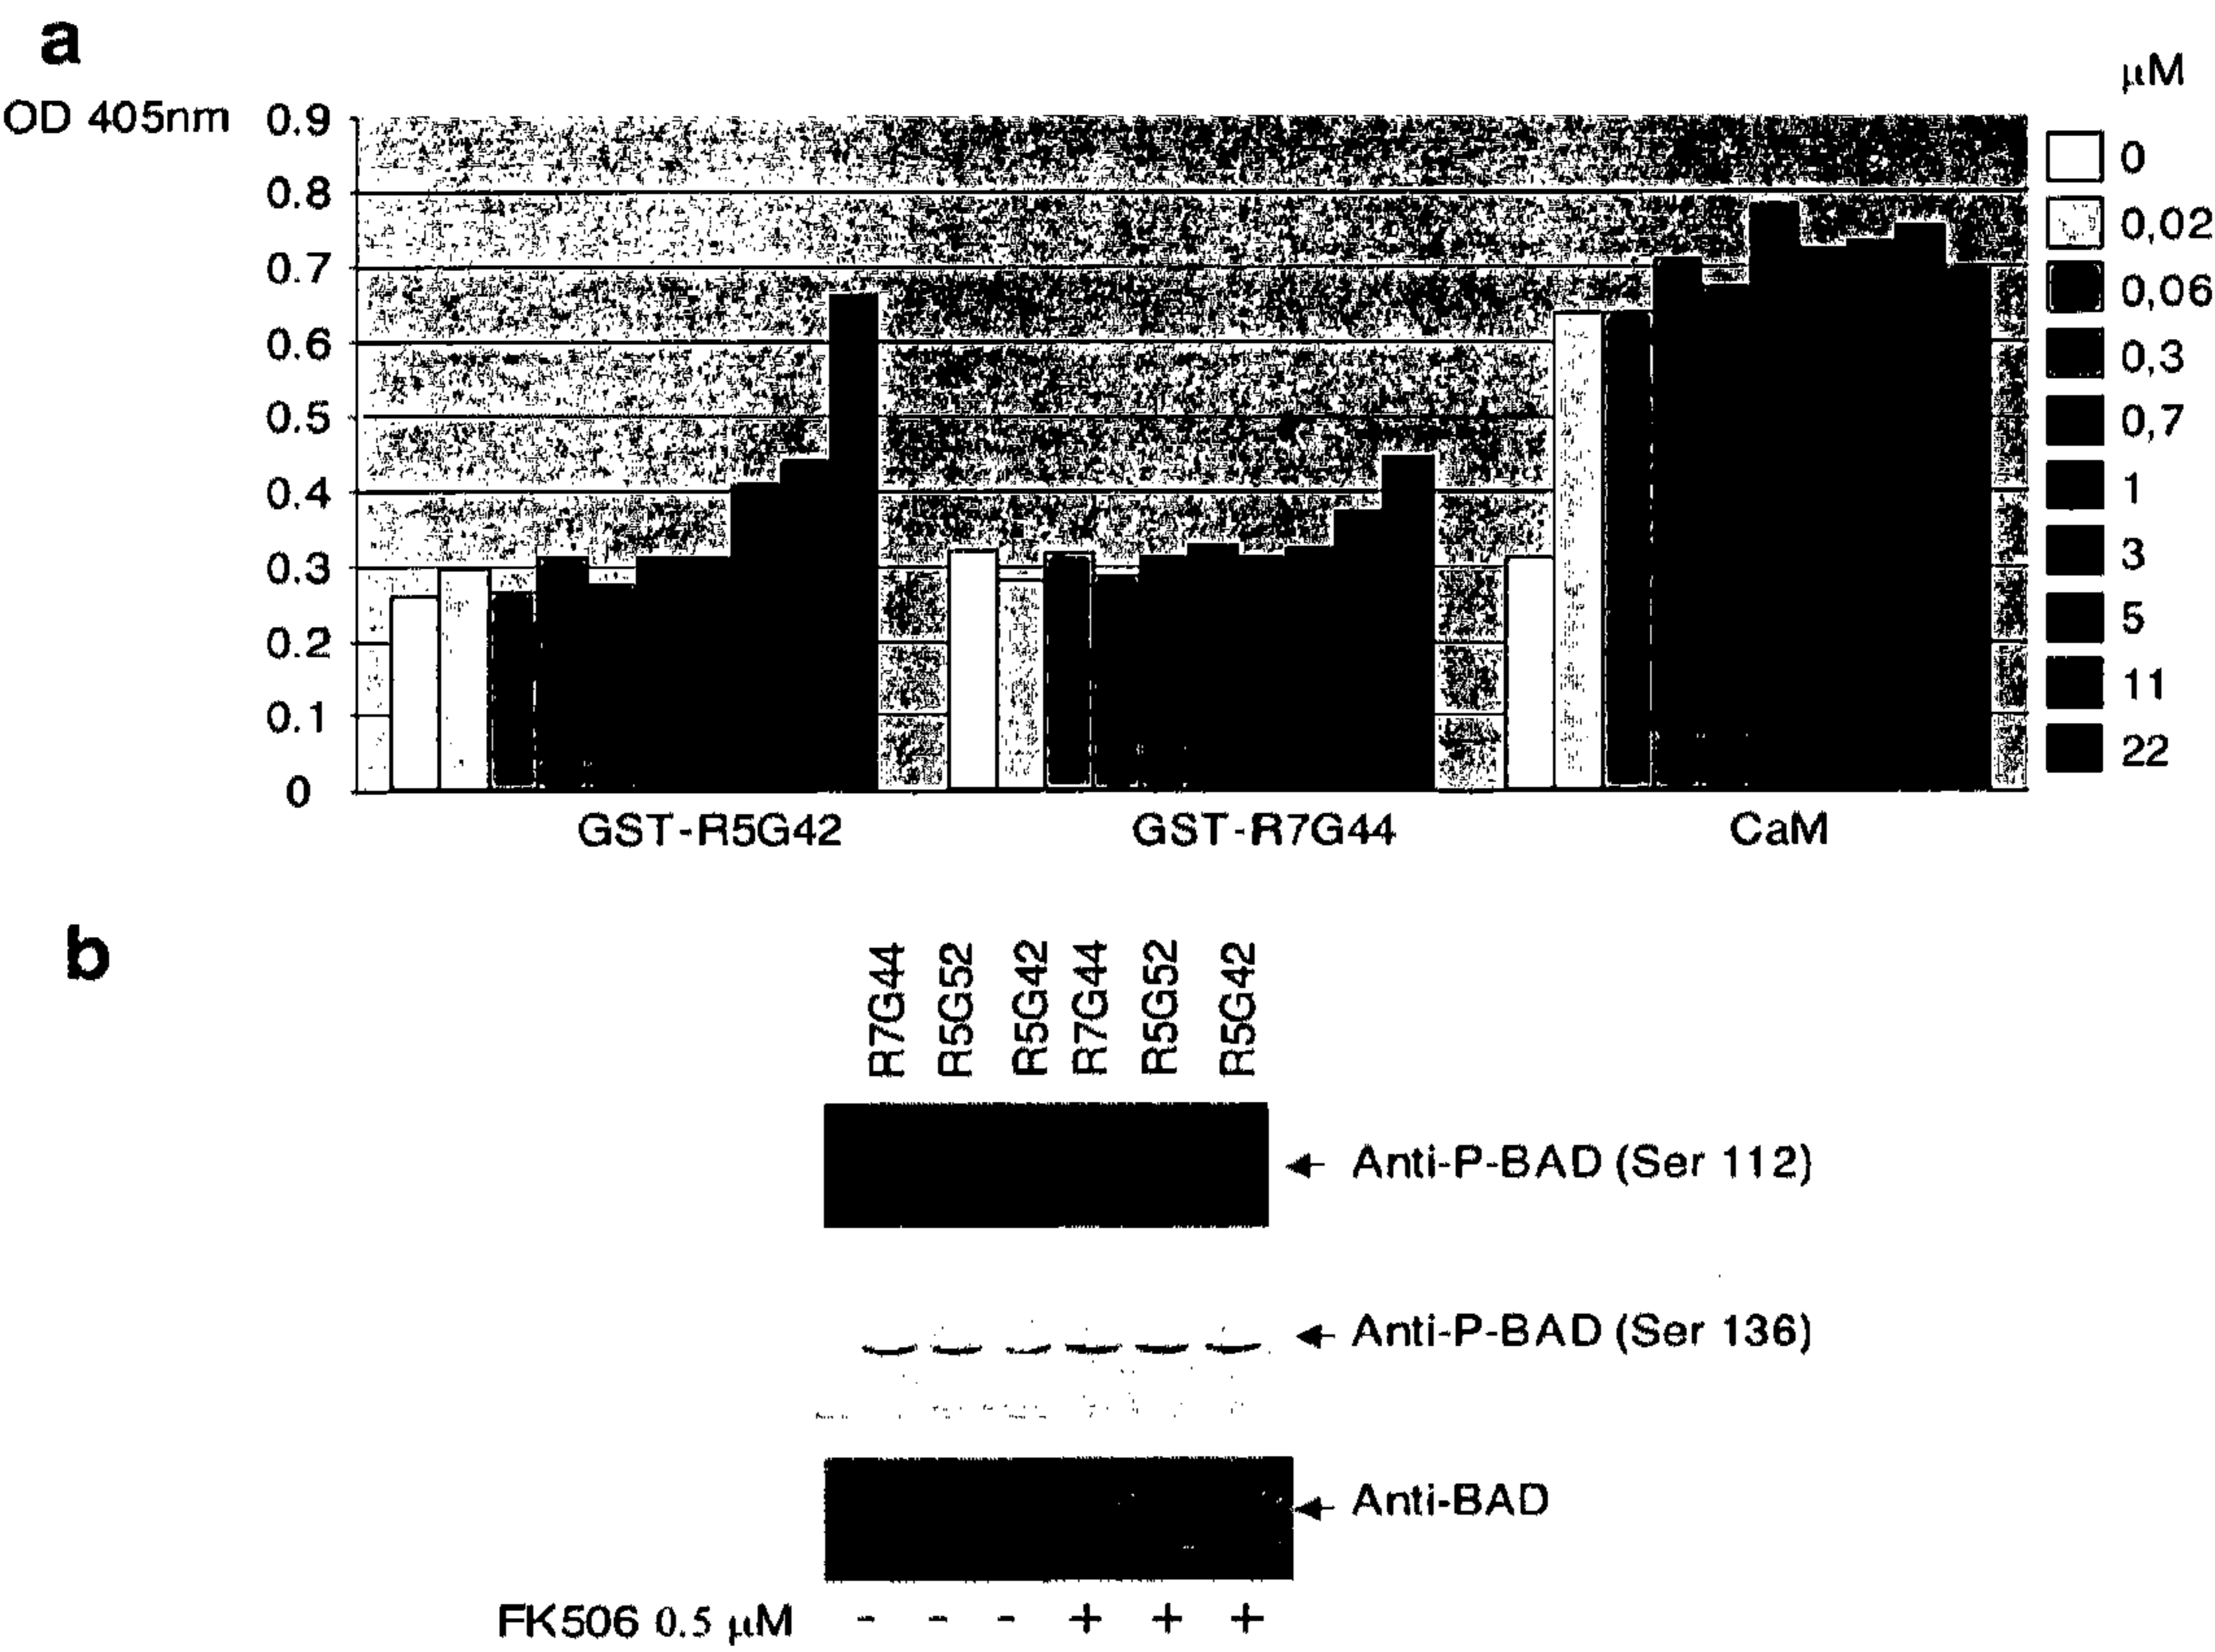 a
µM
OD 405nm
0.9
0.8
0.7
0.6
0.5
0.4
0.3
0.2
0.1
0
0
0,02
0,06
0,3
0,7
1
3
5
11
22
GST-R5G42 GST-R7G44 CaM
b
R7G44 R5G52 R5G42 R7G44 R5G52 R5G42
Anti-P-BAD (Ser 112)
Anti-P-BAD (Ser 136)
Anti-BAD
FK506 0.5 µM - - - + + +